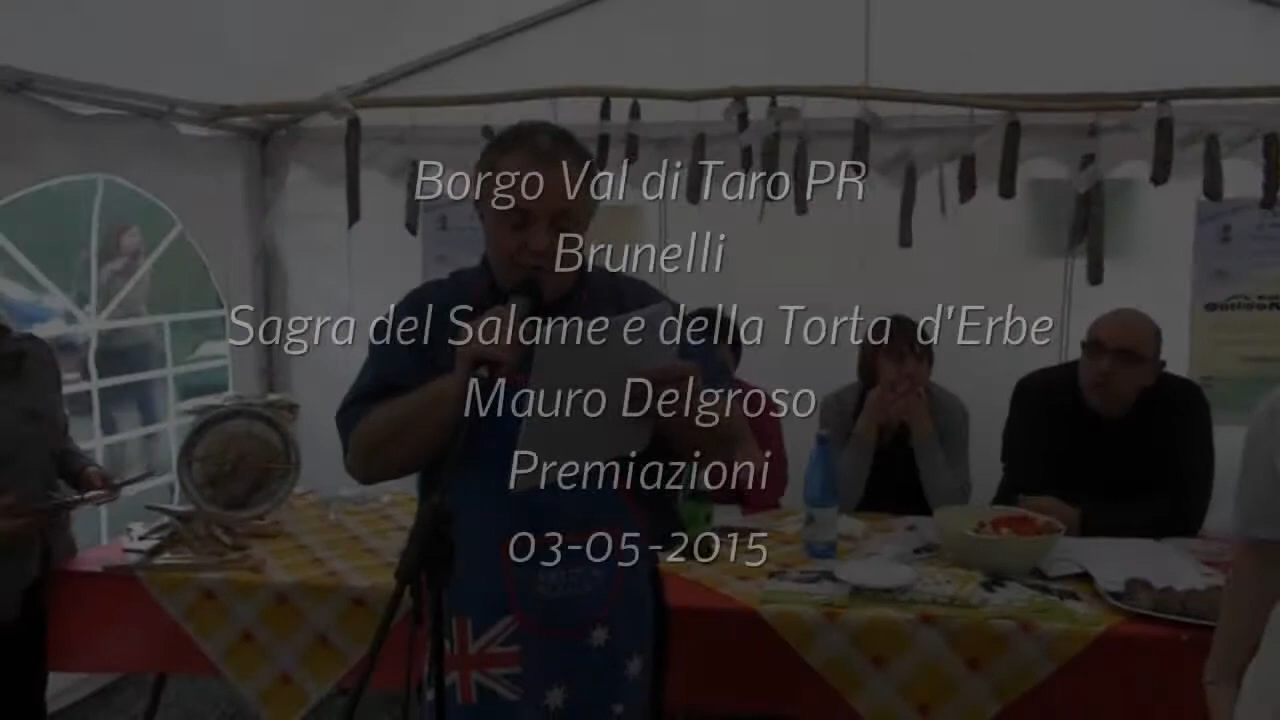 Borgo Val di Taro PR
Brunelli
Sagra del Salame e della Torta d'Erbe
Mauro Delgroso
Premiazioni
03-05-2015